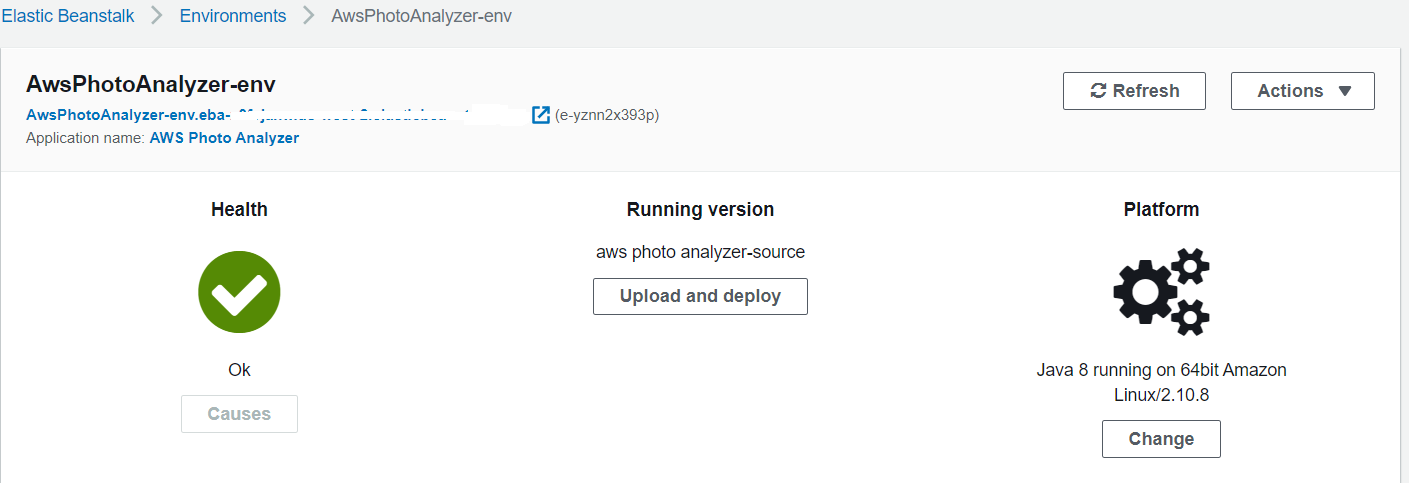 Elastic Beanstalk > Environments > AwsPhotoAnalyzer-env
AwsPhotoAnalyzer-env
Refresh
Actions
AwsPhotoAnalyzer-env.eba- (e-yznn2x393p)
Application name: AWS Photo Analyzer
Health
Running version
Platform
aws photo analyzer-source
Upload and deploy
Ok
Causes
Java 8 running on 64bit Amazon
Linux/2.10.8
Change